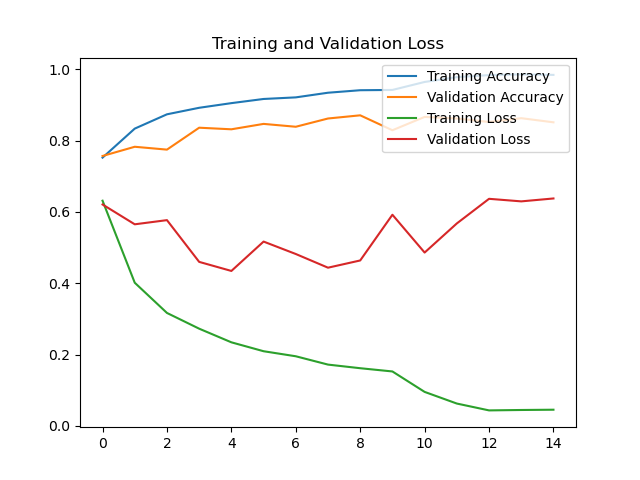 Training and Validation Loss
1.0
0.8
0.6
0.4
0.2
0.0
Training Accuracy
Validation Accuracy
Training Loss
Validation Loss
0 2 4 6 8 10 12 14